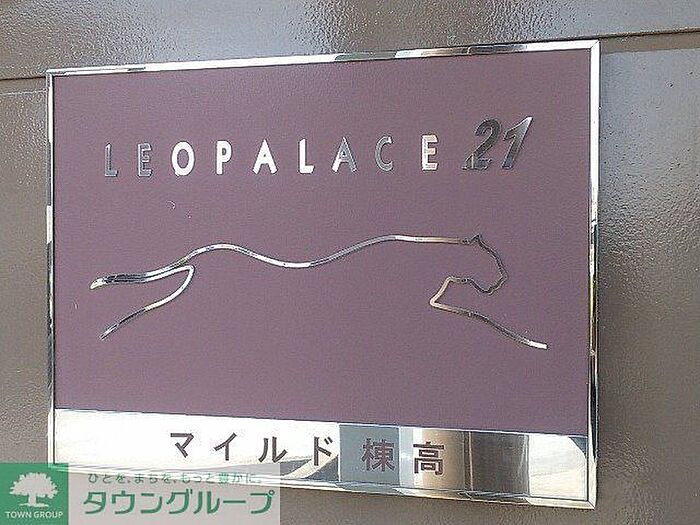 LEOPALACE 21
マイルド棟高
ひとを、まちを、もっと豊かに。
タウングループ
TOWN GROUP